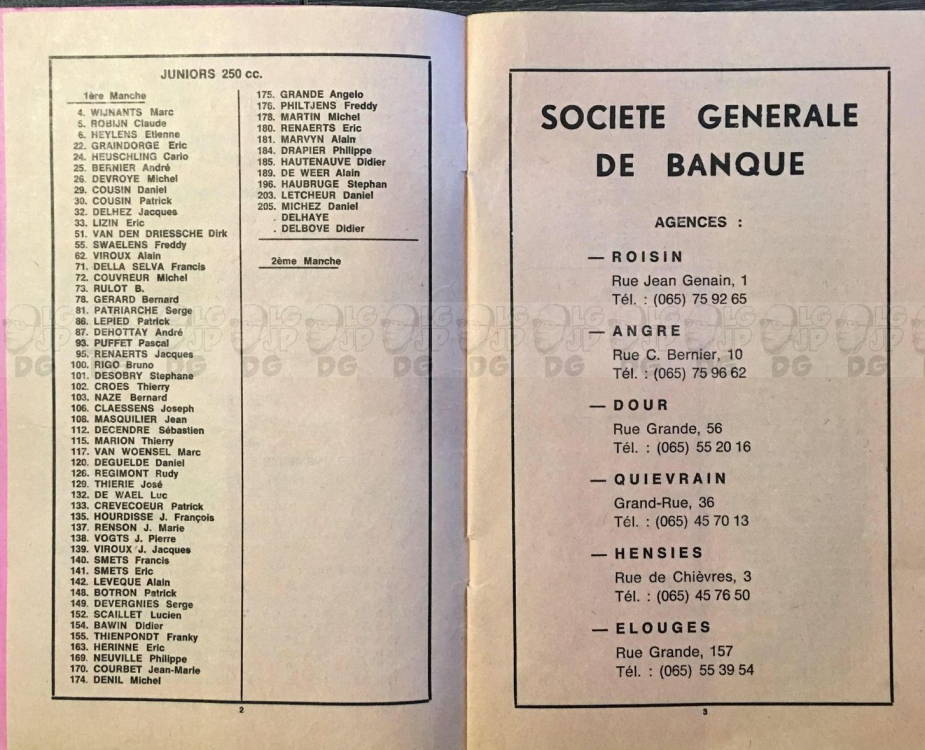 JUNIORS 250 cc.
1ère Manche
4. WIJNANTS Marc
5. ROBIJN Claude
6. HEYLENS Etienne
22. GRAINDORGE Eric
24. HEUSCHLING Carlo
25. BERNIER André
26. DEVROYE Michel
29. COUSIN Daniel
30. COUSIN Patrick
32. DELHEZ Jacques
33. LIZIN Eric
51. VAN DEN DRIESSCHE Dirk
55. SWAELENS Freddy
62. VIROUX Alain
71. DELLA SELVA Francis
72. COUVREUR Michel
73. RULOT B.
78. GERARD Bernard
81. PATRIARCHE Serge
86. LEPIED Patrick
87. DEHOTTAY André
93. PUFFET Pascal
95. RENAERTS Jacques
100. RIGO Bruno
101. DESOBRY Stephane
102. CROES Thierry
103. NAZE Bernard
106. CLAESSENS Joseph
108. MASQUILIER Jean
112. DECENDRE Sébastien
115. MARION Thierry
117. VAN WOENSEL Marc
120. DEGUELDE Daniel
126. REGIMONT Rudy
129. THIERIE José
132. DE WAEL Luc
133. CREVECOEUR Patrick
135. HOURDISSE J. François
137. RENSON J. Marie
138. VOGTS J. Pierre
139. VIROUX J. Jacques
140. SMETS Francis
141. SMETS Eric
142. LEVEQUE Alain
148. BOTRON Patrick
149. DEVERGNIES Serge
152. SCAILLET Lucien
154. BAWIN Didier
155. THIENPONDT Franky
163. HERINNE Eric
169. NEUVILLE Philippe
170. COURBET Jean-Marie
174. DENIL Michel
175. GRANDE Angelo
176. PHILTJENS Freddy
178. MARTIN Michel
180. RENAERTS Eric
181. MARVYN Alain
184. DRAPIER Philippe
185. HAUTENAUVE Didier
189. DE WEER Alain
196. HAUBRUGE Stephan
203. LETCHEUR Daniel
205. MICHEZ Daniel
. DELHAYE
. DELBOVE Didier
2ème Manche
2
SOCIETE GENERALE
DE BANQUE
AGENCES :
— ROISIN
Rue Jean Genain, 1
Tél. : (065) 75 92 65
— ANGRE
Rue C. Bernier, 10
Tél. : (065) 75 96 62
— DOUR
Rue Grande, 56
Tél. : (065) 55 20 16
— QUIEVRAIN
Grand-Rue, 36
Tél. : (065) 45 70 13
— HENSIES
Rue de Chièvres, 3
Tél. : (065) 45 76 50
— ELOUGES
Rue Grande, 157
Tél. : (065) 55 39 54
3